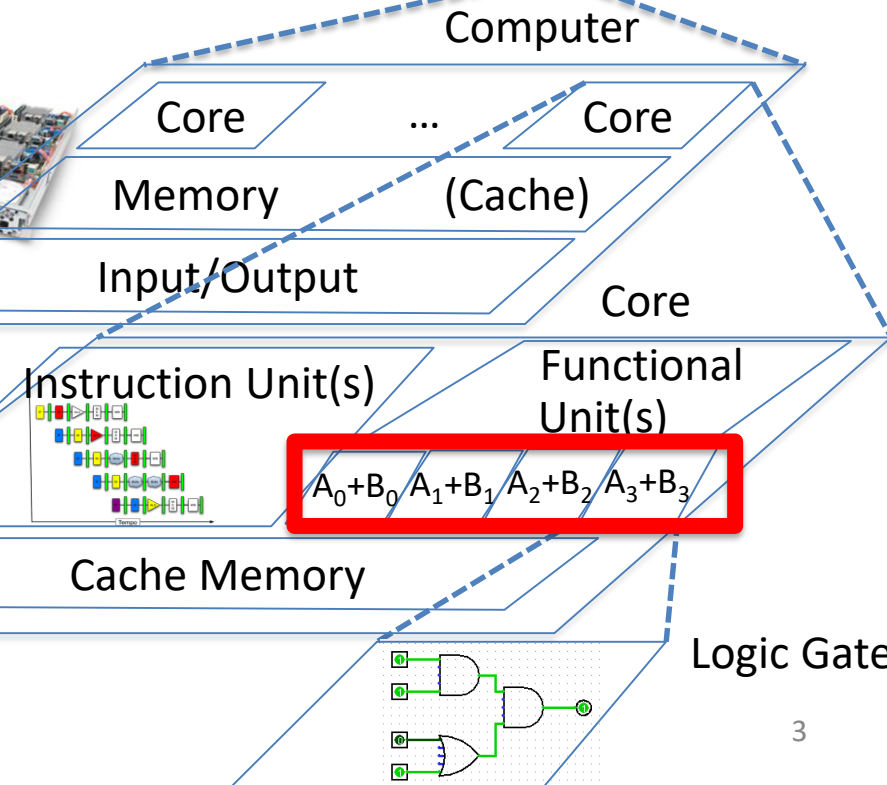 Computer
Core
…
Core
Memory
(Cache)
Input/Output
Core
Instruction Unit(s)
Functional
Unit(s)
A0+B0
A1+B1
A2+B2
A3+B3
Tempo
Cache Memory
Logic Gate
3